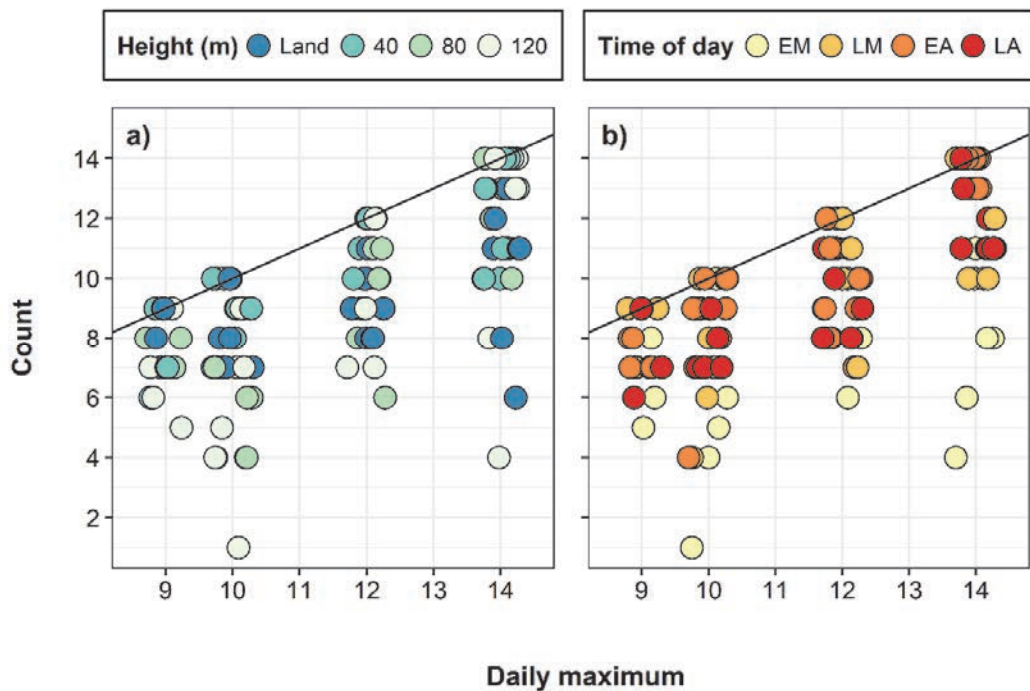 Height (m) Land 40 80 120
Time of day EM LM EA LA
a)
b)
14
12
10
8
6
4
2
Count
9 10 11 12 13 14
9 10 11 12 13 14
Daily maximum